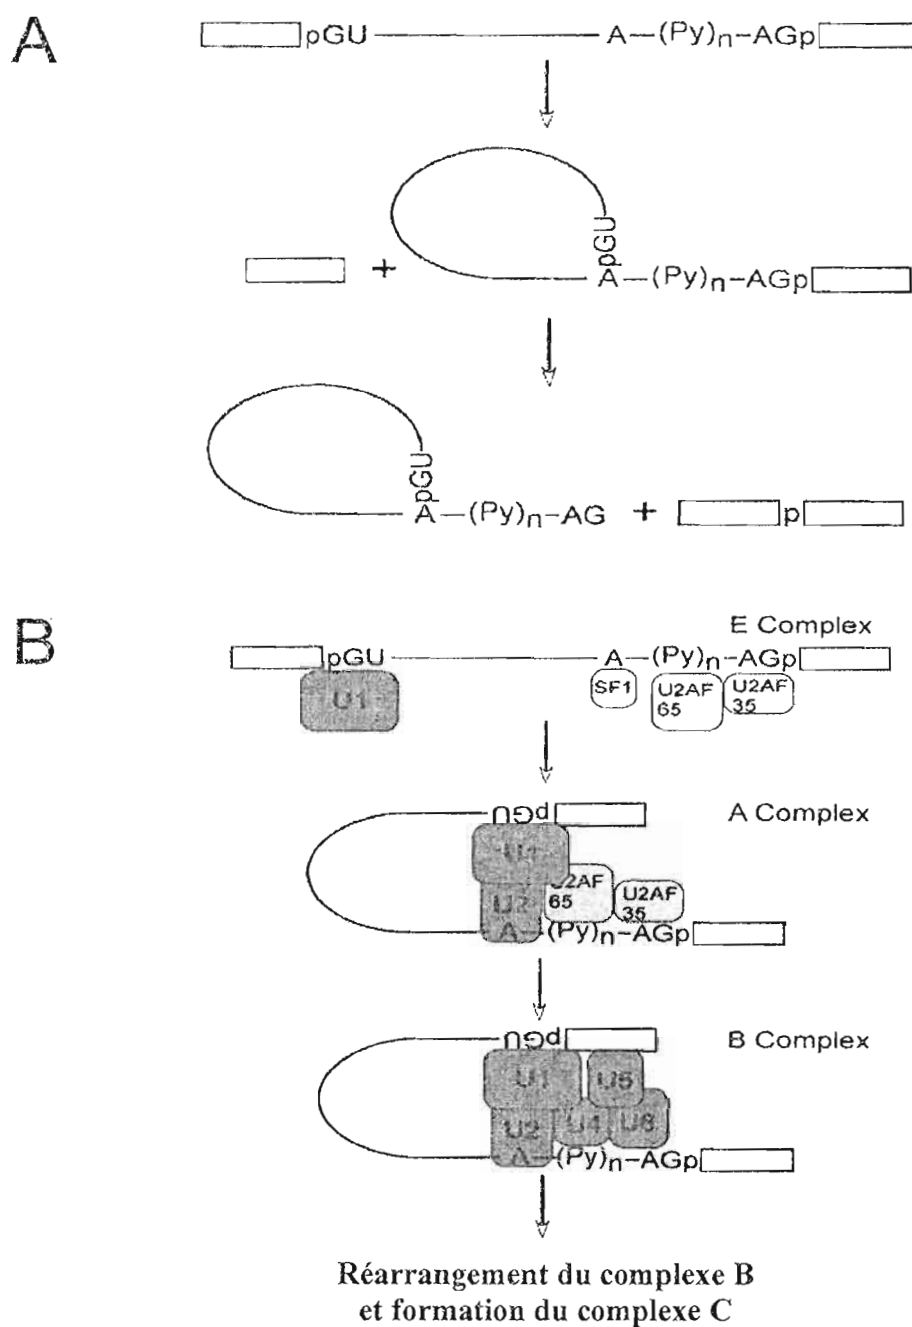 A
pGU A—(Py)n–AGp
pGU
+ A—(Py)n–AGp
pGU
A—(Py)n–AG + p
B
E Complex
pGU A—(Py)n–AGp
U1 SF1 U2AF 65 U2AF 35
pGU A Complex
U1
U2 U2AF 65 U2AF 35
A—(Py)n–AGp
pGU B Complex
U1 U5
U2 U4 U6
A—(Py)n–AGp
Réarrangement du complexe B
et formation du complexe C